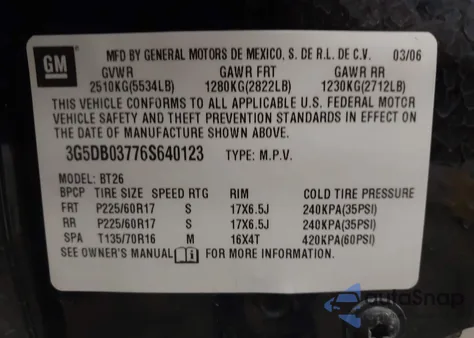 GM
MFD BY GENERAL MOTORS DE MEXICO, S. DE R.L. DE C.V. 03/06
GVWR GAWR FRT GAWR RR
2510KG(5534LB) 1280KG(2822LB) 1230KG(2712LB)
THIS VEHICLE CONFORMS TO ALL APPLICABLE U.S. FEDERAL MOTOR
VEHICLE SAFETY AND THEFT PREVENTION STANDARDS IN EFFECT ON
THE DATE OF MANUFACTURE SHOWN ABOVE.
3G5DB03776S640123 TYPE: M.P.V.
MODEL: BT26
BPCP TIRE SIZE SPEED RTG RIM COLD TIRE PRESSURE
FRT P225/60R17 S 17X6.5J 240KPA(35PSI)
RR P225/60R17 S 17X6.5J 240KPA(35PSI)
SPA T135/70R16 M 16X4T 420KPA(60PSI)
SEE OWNER'S MANUAL FOR MORE INFORMATION.
AutoSnap